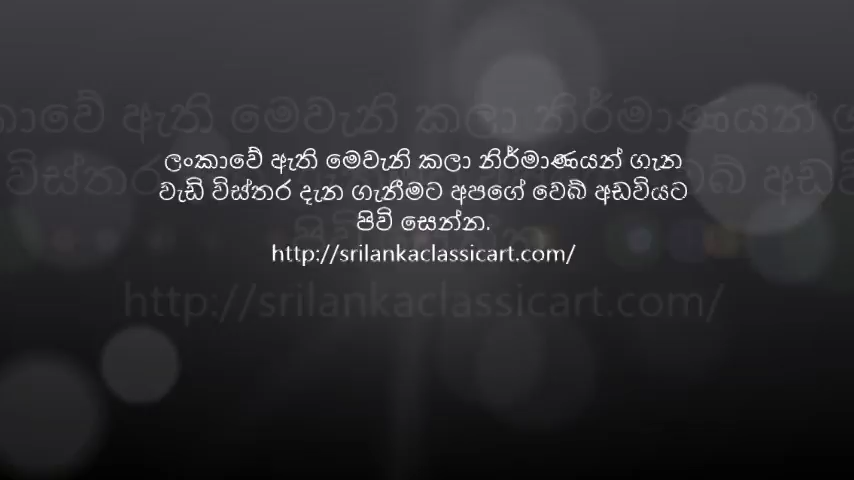 ලංකාවේ ඇති මෙවැනි කලා නිර්මාණයන් ගැන
වැඩි විස්තර දැන ගැනීමට අපගේ වෙබ් අඩවියට
පිවි සෙන්න.
http://srilankaclassicart.com/